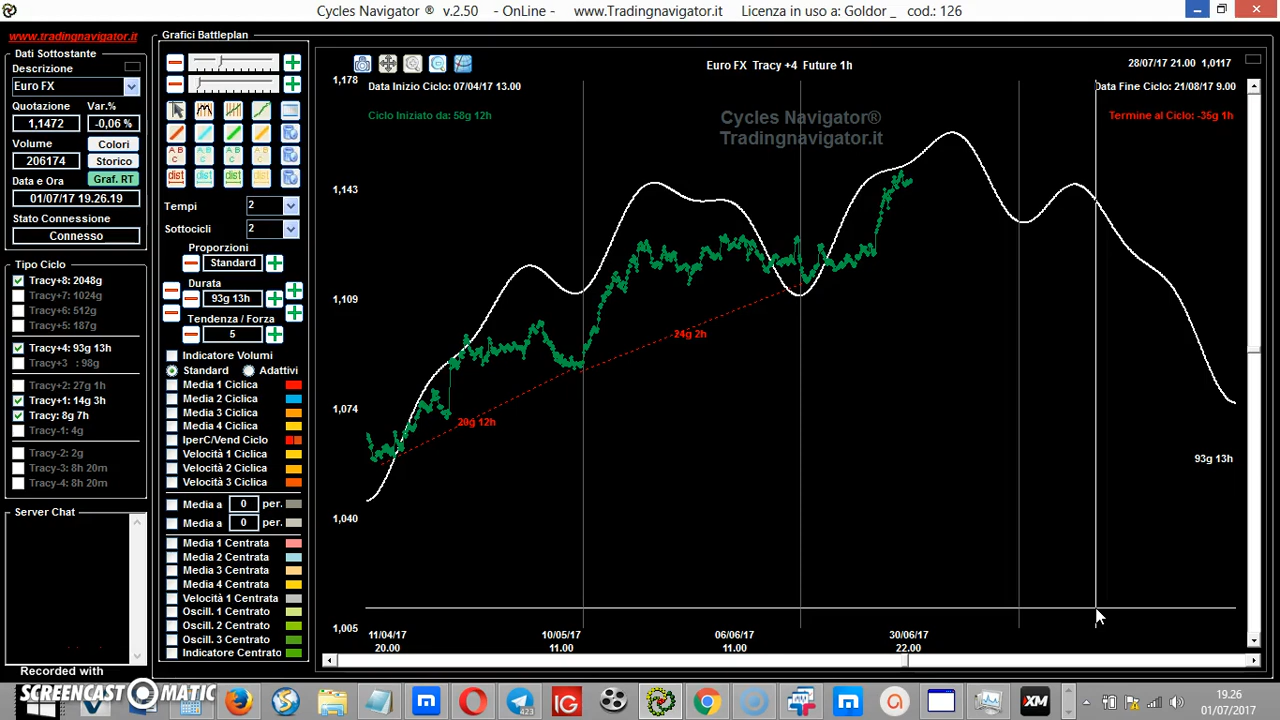 Cycles Navigator ® v.2.50 - OnLine - www.Tradingnavigator.it Licenza in uso a: Goldor _ cod.: 126
www.tradingnavigator.it
Dati Sottostante
Descrizione
Euro FX
Quotazione Var.%
1,1472 -0,06 %
Volume Colori
206174 Storico
Data e Ora Graf. RT
01/07/17 19.26.19
Stato Connessione
Connesso
Tipo Ciclo
Tracy+8: 2048g
Tracy+7: 1024g
Tracy+6: 512g
Tracy+5: 187g
Tracy+4: 93g 13h
Tracy+3 : 98g
Tracy+2: 27g 1h
Tracy+1: 14g 3h
Tracy: 8g 7h
Tracy-1: 4g
Tracy-2: 2g
Tracy-3: 8h 20m
Tracy-4: 8h 20m
Server Chat
Grafici Battleplan
A B C
A B C
A B C
A B C
dist
dist
dist
dist
Tempi 2
Sottocicli 2
Proporzioni
Standard
Durata
93g 13h
Tendenza / Forza
5
Indicatore Volumi
Standard Adattivi
Media 1 Ciclica
Media 2 Ciclica
Media 3 Ciclica
Media 4 Ciclica
IperC/Vend Ciclo
Velocità 1 Ciclica
Velocità 2 Ciclica
Velocità 3 Ciclica
Media a 0 per.
Media a 0 per.
Media 1 Centrata
Media 2 Centrata
Media 3 Centrata
Media 4 Centrata
Velocità 1 Centrata
Oscill. 1 Centrato
Oscill. 2 Centrato
Oscill. 3 Centrato
Indicatore Centrato
Euro FX Tracy +4 Future 1h
28/07/17 21.00 1,0117
Data Inizio Ciclo: 07/04/17 13.00
Data Fine Ciclo: 21/08/17 9.00
Ciclo Iniziato da: 58g 12h
Termine al Ciclo: -35g 1h
Cycles Navigator®
Tradingnavigator.it
1,178
1,143
1,109
1,074
1,040
1,005
24g 2h
20g 12h
93g 13h
11/04/17 10/05/17 06/06/17 30/06/17
20.00 11.00 11.00 22.00
Recorded with
SCREENCAST MATIC
423
IG
XM
19.26
01/07/2017